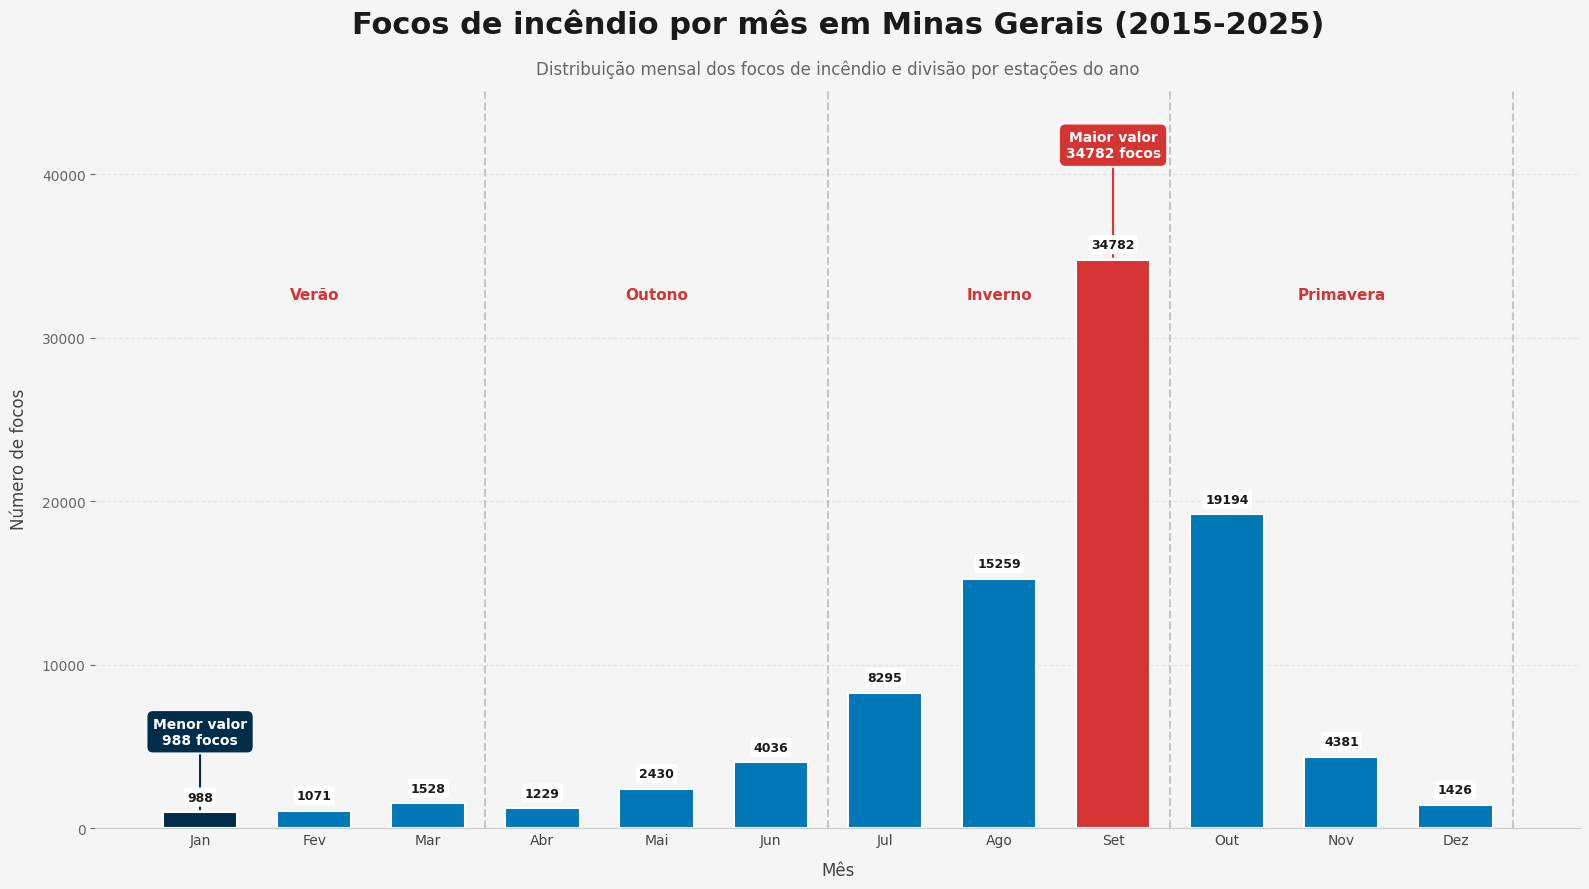 Focos de incêndio por mês em Minas Gerais (2015-2025)
Distribuição mensal dos focos de incêndio e divisão por estações do ano
Maior valor
34782 focos
40000
34782
Verão
Outono
Inverno
Primavera
30000
Número de focos
20000
19194
15259
10000
8295
Menor valor
988 focos
4036
4381
2430
988
1071
1528
1229
1426
0
Jan
Fev
Mar
Abr
Mai
Jun
Jul
Ago
Set
Out
Nov
Dez
Mês